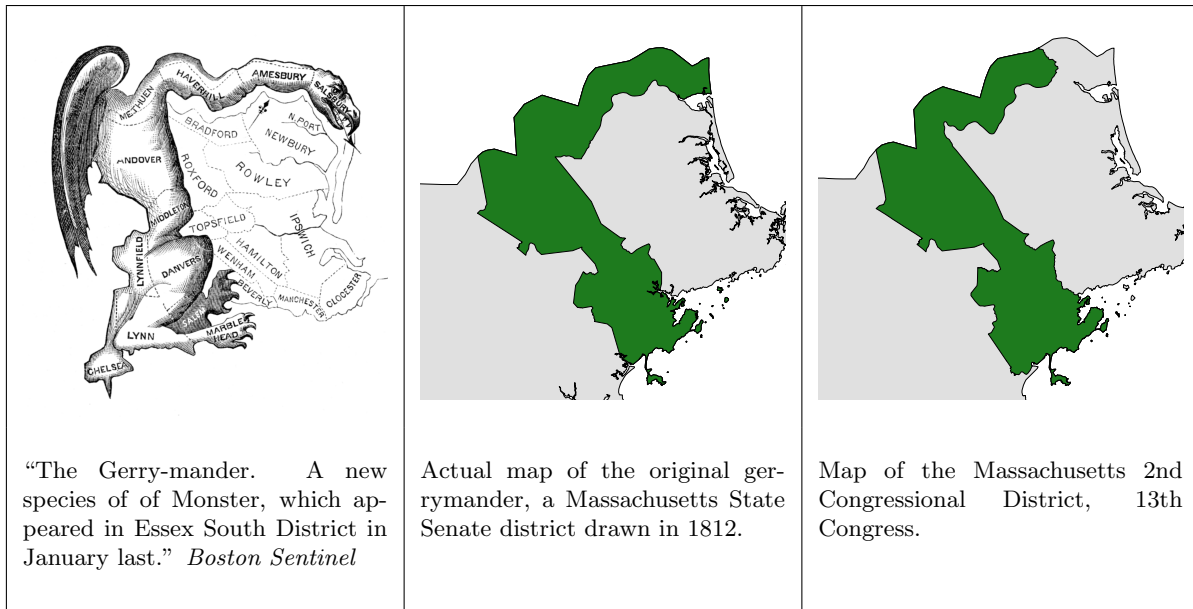 HAVERHILL
AMESBURY
SALSBURY
METHUEN
N.PORT
BRADFORD
NEWBURY
ANDOVER
ROWLEY
ROXFORD
MIDDLETON
TOPSFIELD
IPSWICH
LYNNFIELD
HAMILTON
WENHAM
DANVERS
BEVERLY
MANCHESTER
GLOCESTER
LYNN
MARBLE
HEAD
CHELSEA
“The Gerry-mander. A new
species of of Monster, which ap-
peared in Essex South District in
January last.” Boston Sentinel
Actual map of the original ger-
rymander, a Massachusetts State
Senate district drawn in 1812.
Map of the Massachusetts 2nd
Congressional District, 13th
Congress.